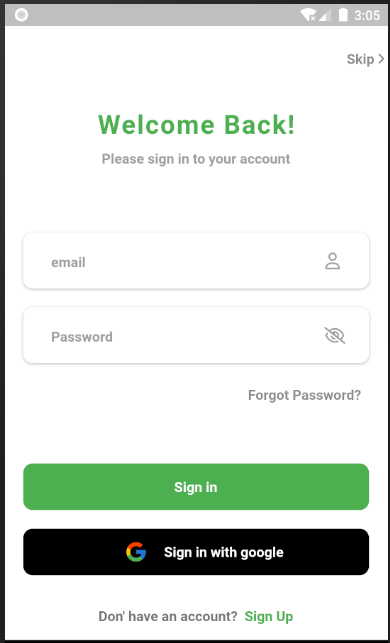 3:05
Skip
Welcome Back!
Please sign in to your account
email
Password
Forgot Password?
Sign in
Sign in with google
Don' have an account? Sign Up